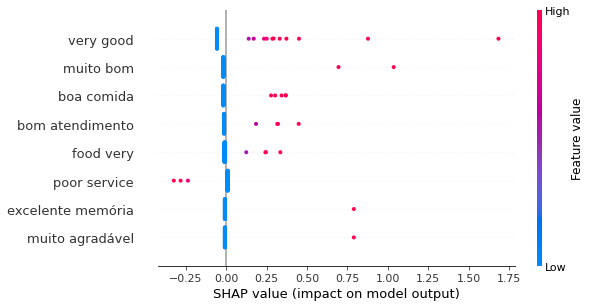 High
very good
muito bom
boa comida
bom atendimento
food very
poor service
excelente memória
muito agradável
Feature value
Low
−0.25 0.00 0.25 0.50 0.75 1.00 1.25 1.50 1.75
SHAP value (impact on model output)